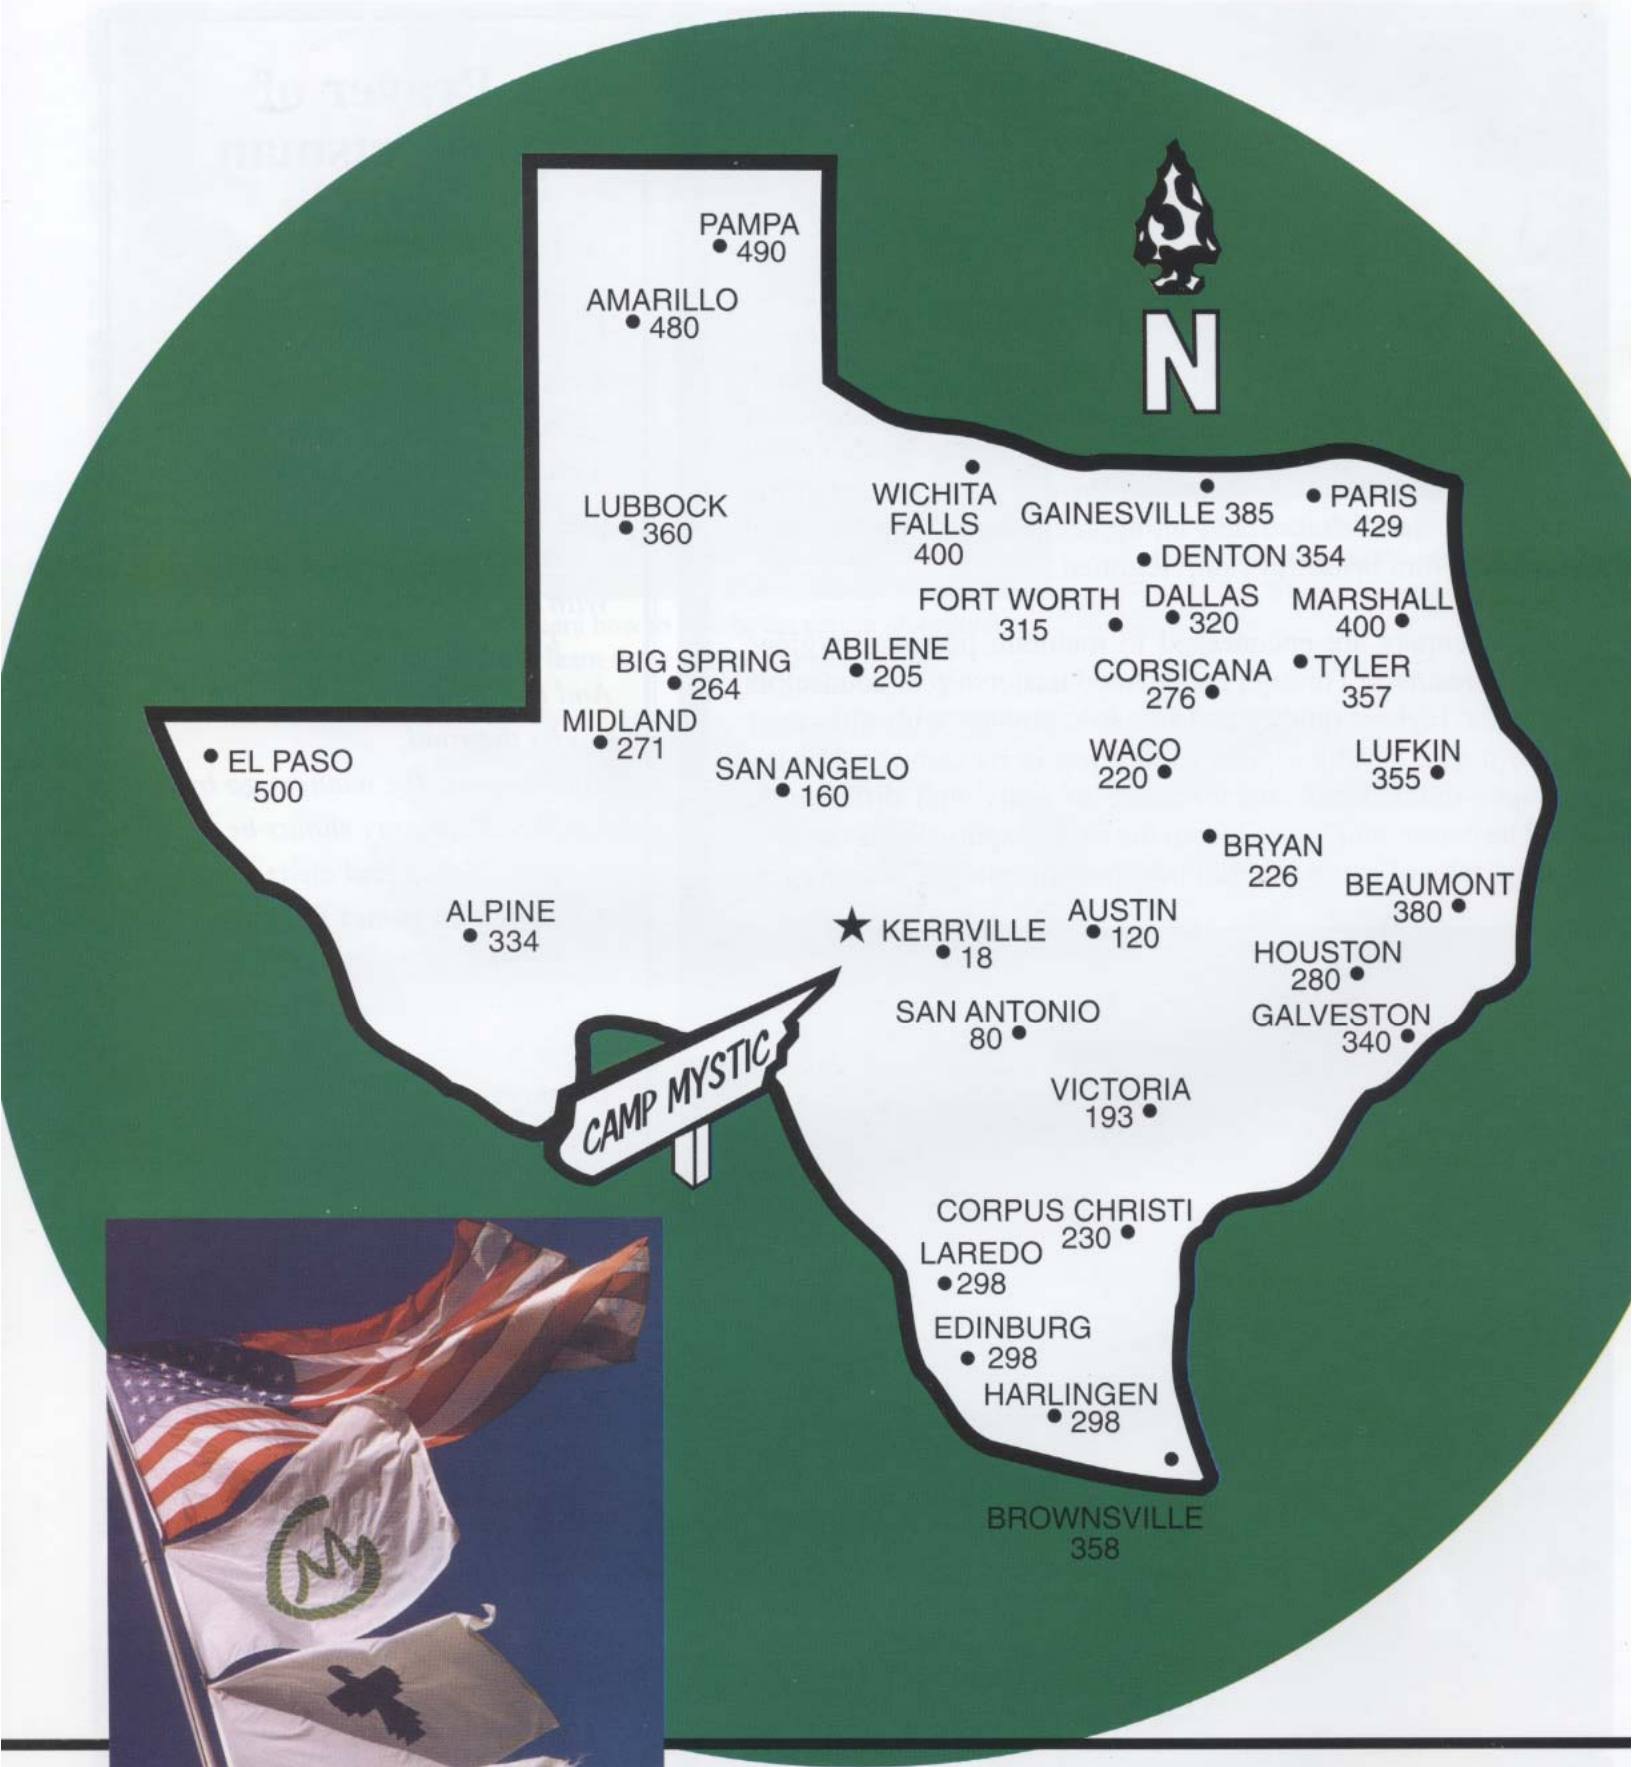 PAMPA
490
AMARILLO
480
N
LUBBOCK
360
WICHITA
FALLS
400
GAINESVILLE 385
PARIS
429
DENTON 354
FORT WORTH
315
DALLAS
320
MARSHALL
400
BIG SPRING
264
ABILENE
205
CORSICANA
276
TYLER
357
MIDLAND
271
EL PASO
500
SAN ANGELO
160
WACO
220
LUFKIN
355
BRYAN
226
BEAUMONT
380
ALPINE
334
KERRVILLE
18
AUSTIN
120
HOUSTON
280
SAN ANTONIO
80
GALVESTON
340
CAMP MYSTIC
VICTORIA
193
CORPUS CHRISTI
230
LAREDO
298
EDINBURG
298
HARLINGEN
298
BROWNSVILLE
358